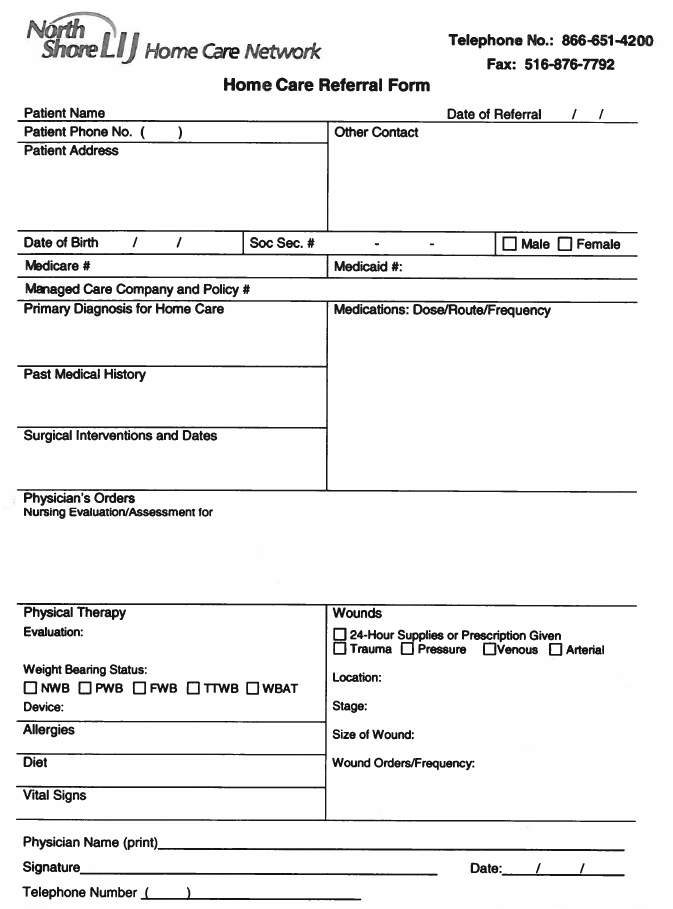 North Shore LIJ Home Care Network
Telephone No.: 866-651-4200
Fax: 516-876-7792
Home Care Referral Form
Patient Name Date of Referral / /
Patient Phone No. ( )
Other Contact
Patient Address
Date of Birth / / Soc Sec. # - - Male Female
Medicare # Medicaid #:
Managed Care Company and Policy #
Primary Diagnosis for Home Care
Medications: Dose/Route/Frequency
Past Medical History
Surgical Interventions and Dates
Physician's Orders
Nursing Evaluation/Assessment for
Physical Therapy
Evaluation:
Weight Bearing Status:
NWB PWB FWB TTWB WBAT
Device:
Allergies
Diet
Vital Signs
Wounds
24-Hour Supplies or Prescription Given
Trauma Pressure Venous Arterial
Location:
Stage:
Size of Wound:
Wound Orders/Frequency:
Physician Name (print)
Signature Date: / /
Telephone Number ( )